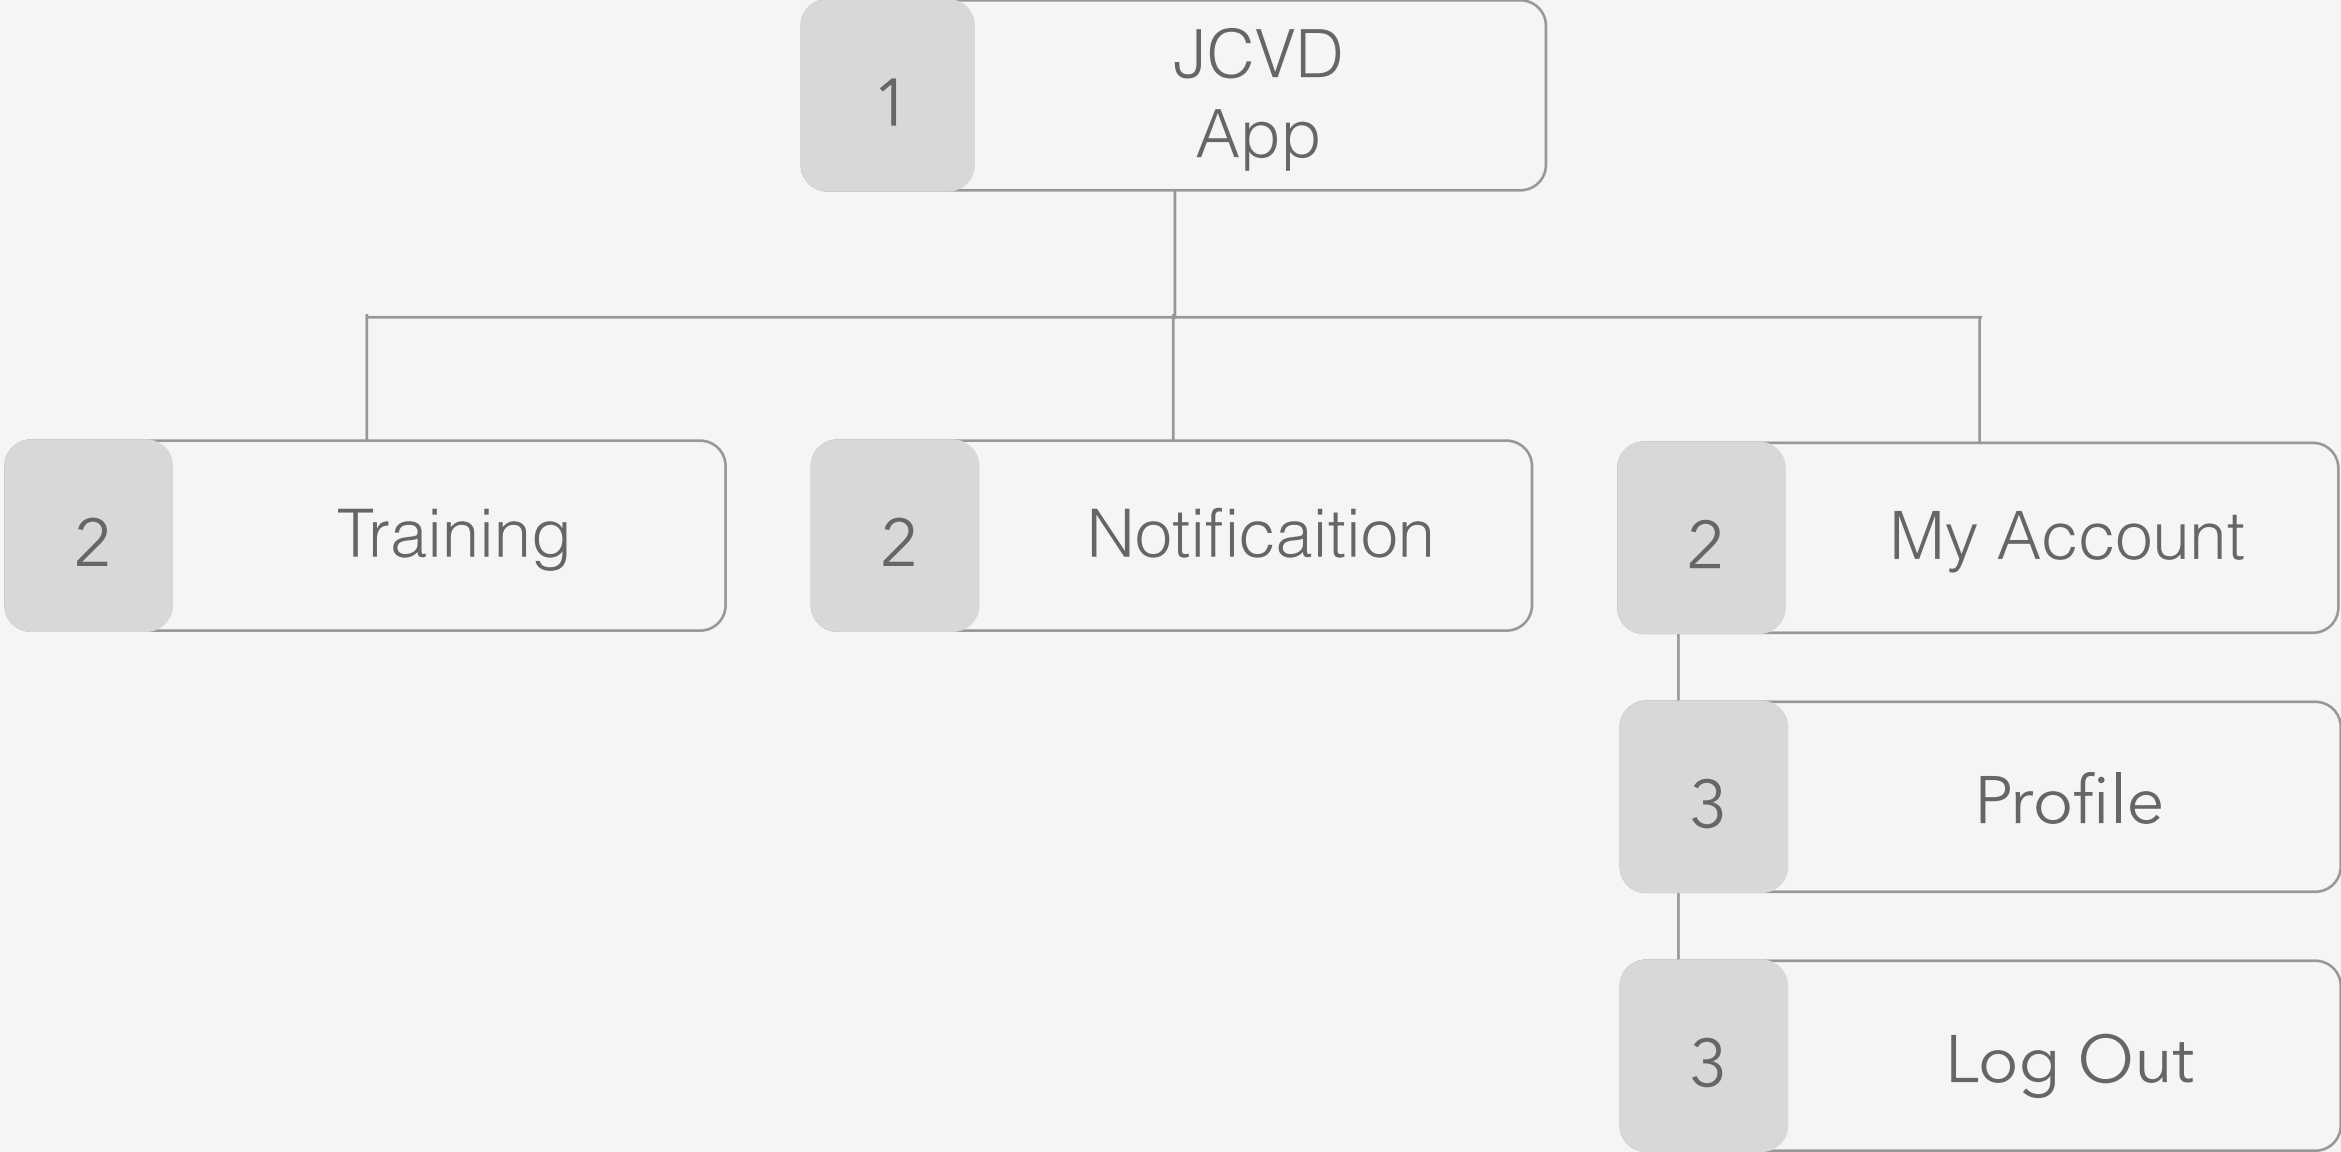 1
JCVD
App
2
Training
2
Notificaition
2
My Account
3
Profile
3
Log Out